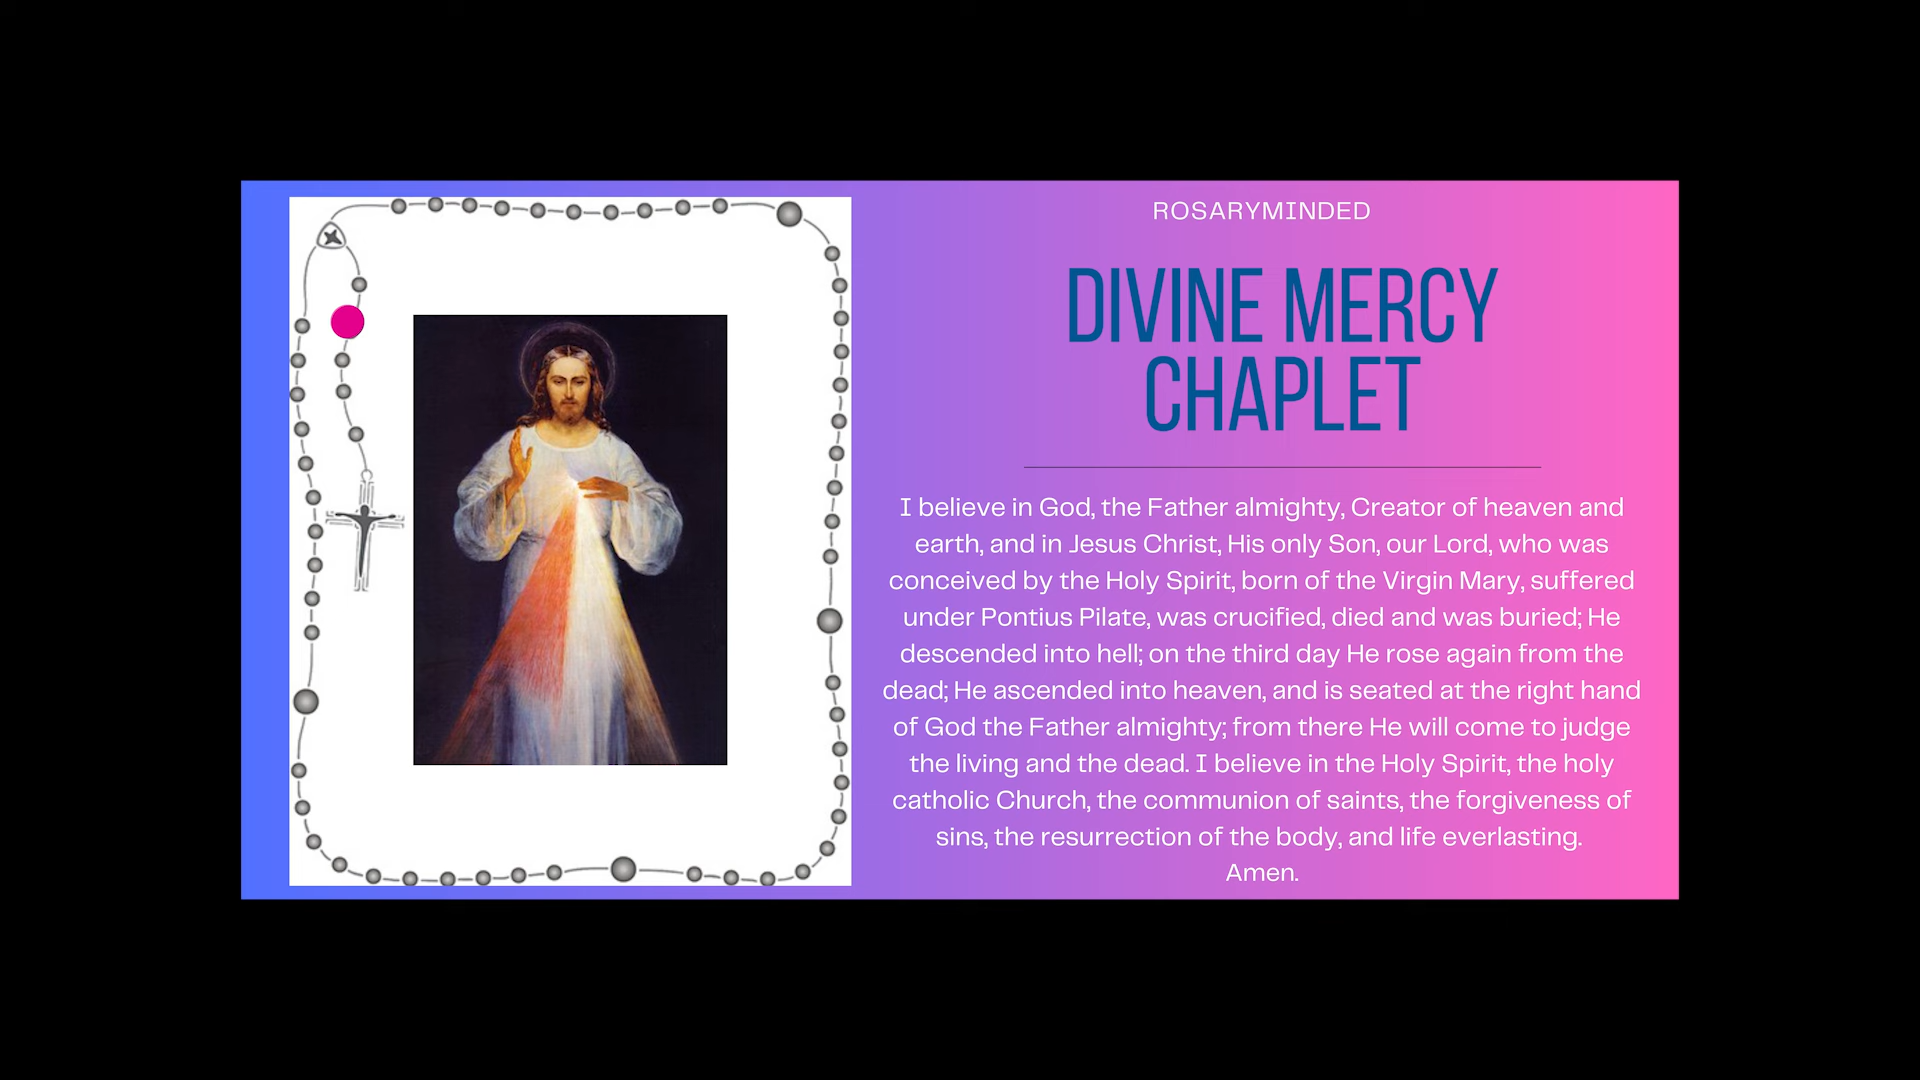 ROSARYMINDED
DIVINE MERCY
CHAPLET
I believe in God, the Father almighty, Creator of heaven and
earth, and in Jesus Christ, His only Son, our Lord, who was
conceived by the Holy Spirit, born of the Virgin Mary, suffered
under Pontius Pilate, was crucified, died and was buried; He
descended into hell; on the third day He rose again from the
dead; He ascended into heaven, and is seated at the right hand
of God the Father almighty; from there He will come to judge
the living and the dead. I believe in the Holy Spirit, the holy
catholic Church, the communion of saints, the forgiveness of
sins, the resurrection of the body, and life everlasting.
Amen.